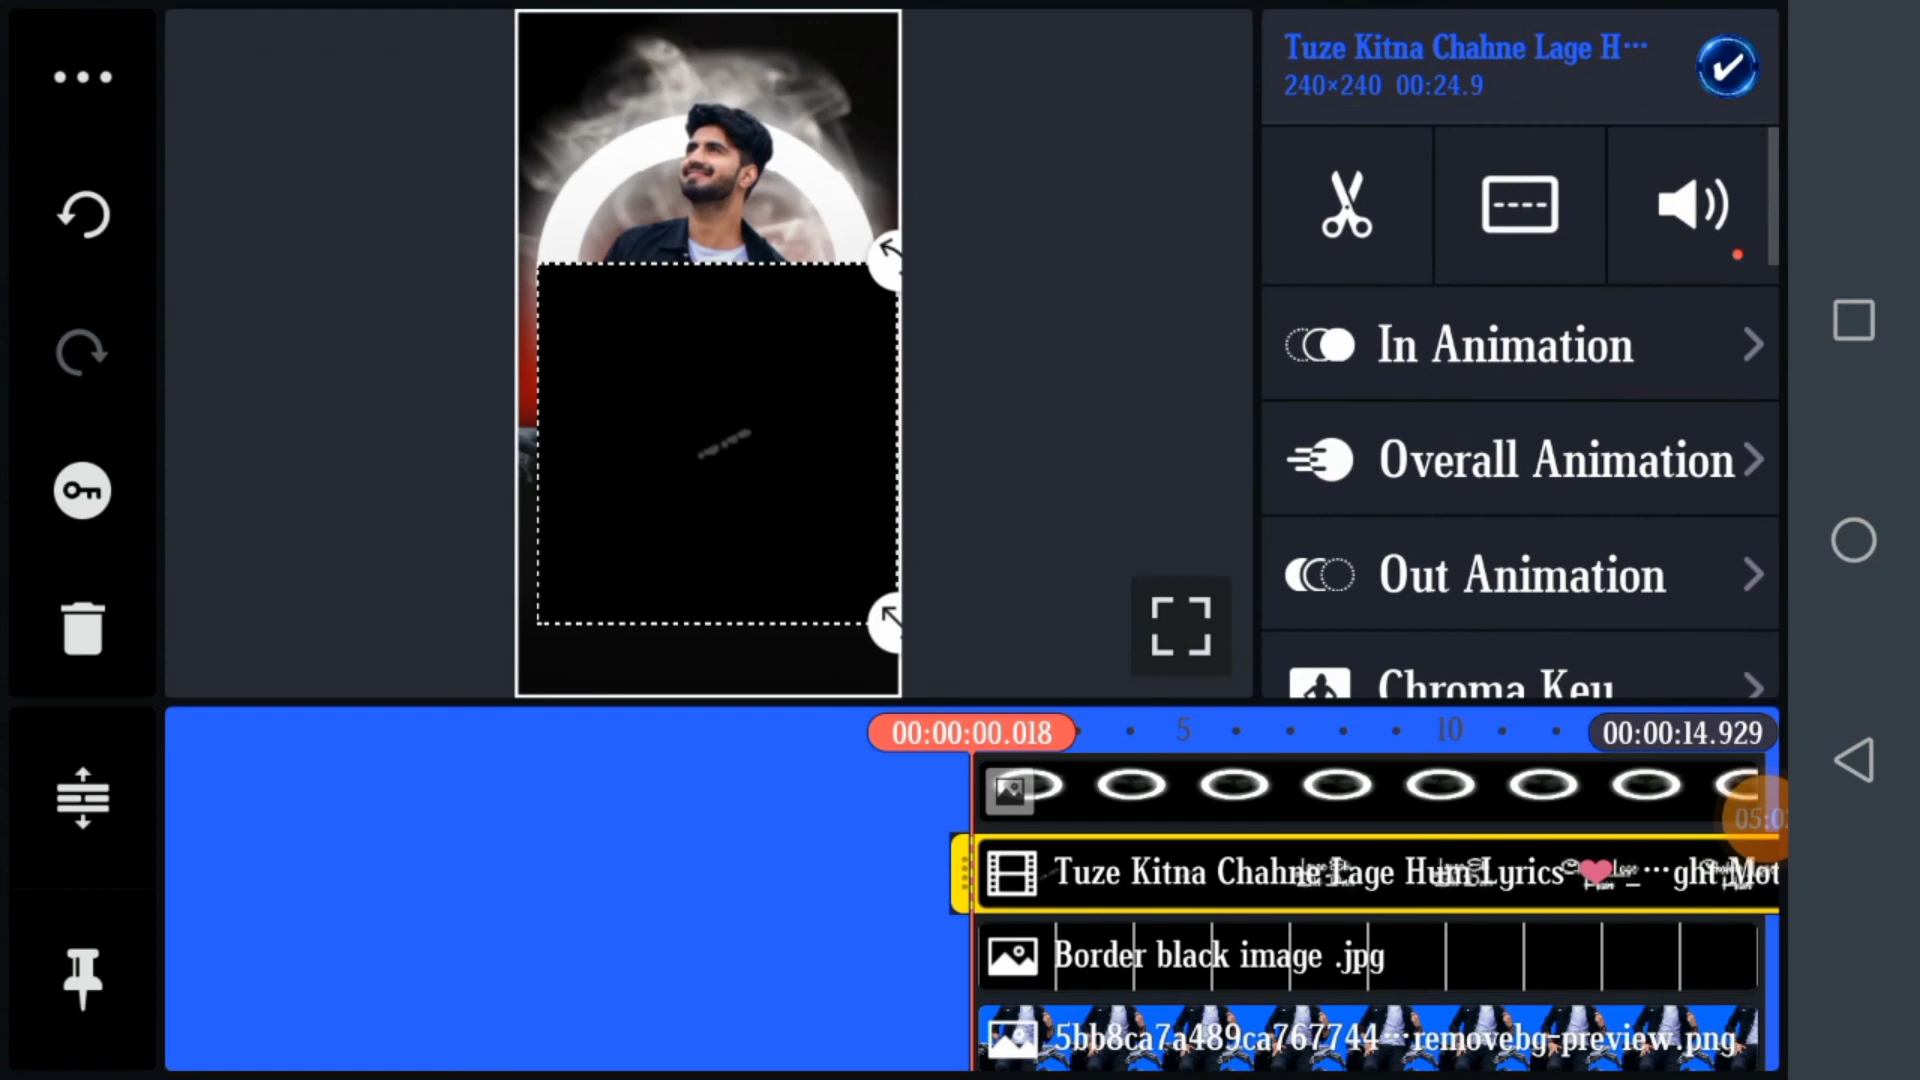 Tuze Kitna Chahne Lage H…
240×240 00:24.9
In Animation
Overall Animation
Out Animation
Chroma Key
00:00:00.018
5
10
00:00:14.929
Tuze Kitna Chahne Lage Hum Lyrics ❤…ght Mot
Border black image .jpg
5bb8ca7a489ca767744…removebg-preview.png